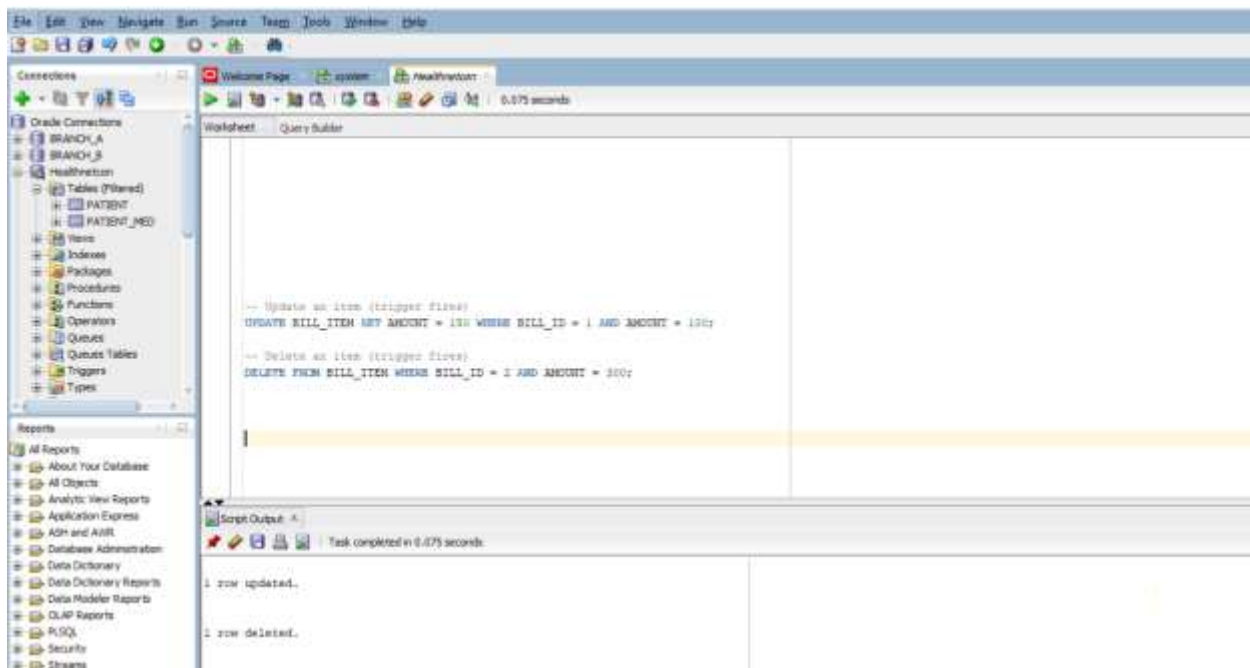 File Edit View Navigate Run Source Team Tools Window Help
Connections
Welcome Page
system
0.075 seconds
Oracle Connections
BRANCH_A
BRANCH_B
Tables (Filtered)
PATIENT
PATIENT_MED
Views
Indexes
Packages
Procedures
Functions
Operators
Queues
Queues Tables
Triggers
Types
Worksheet Query Builder
-- Update an item (trigger fires)
UPDATE BILL_ITEM SET AMOUNT = WHERE BILL_ID = 1 AND AMOUNT =
-- Delete an item (trigger fires)
DELETE FROM BILL_ITEM WHERE BILL_ID = AND AMOUNT = 300;
Reports
All Reports
About Your Database
All Objects
Analytic View Reports
Application Express
ASH and AWR
Database Administration
Data Dictionary
Data Dictionary Reports
Data Modeler Reports
OLAP Reports
PLSQL
Security
Streams
Script Output
Task completed in 0.075 seconds
1 row updated.
1 row deleted.